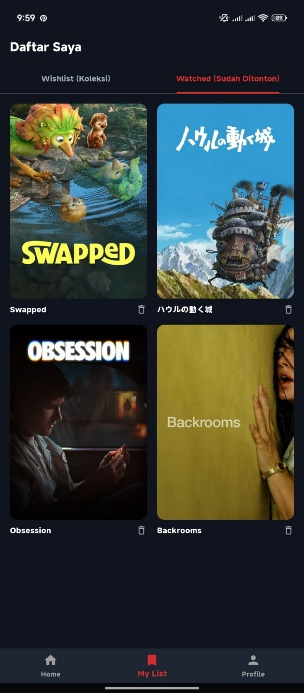 9:59
Daftar Saya
Wishlist (Koleksi)
Watched (Sudah Ditonton)
SWAPPED
ハウルの動く城
Swapped
ハウルの動く城
OBSESSION
Backrooms
Obsession
Backrooms
Home
My List
Profile